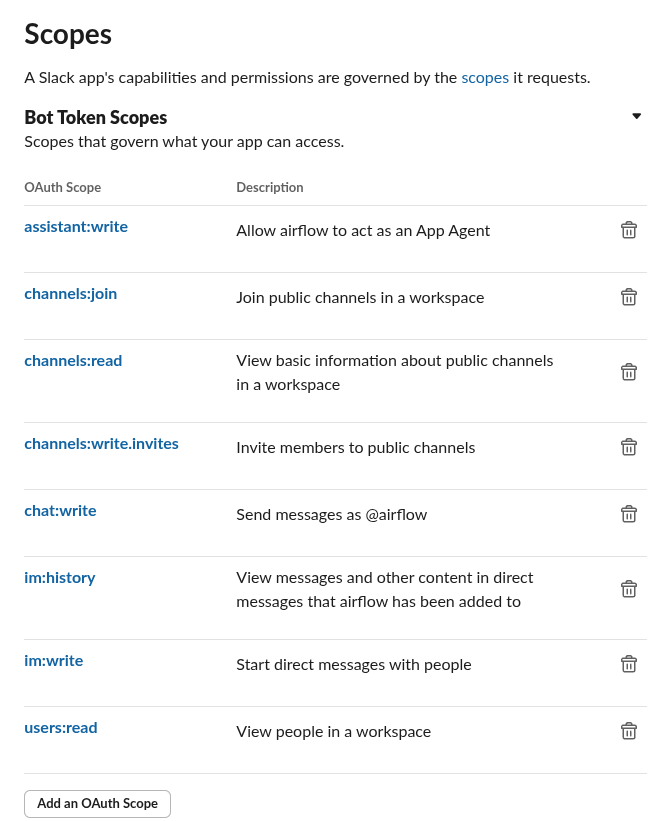 Scopes
A Slack app's capabilities and permissions are governed by the scopes it requests.
Bot Token Scopes
Scopes that govern what your app can access.
OAuth Scope Description
assistant:write Allow airflow to act as an App Agent
channels:join Join public channels in a workspace
channels:read View basic information about public channels
in a workspace
channels:write.invites Invite members to public channels
chat:write Send messages as @airflow
im:history View messages and other content in direct
messages that airflow has been added to
im:write Start direct messages with people
users:read View people in a workspace
Add an OAuth Scope